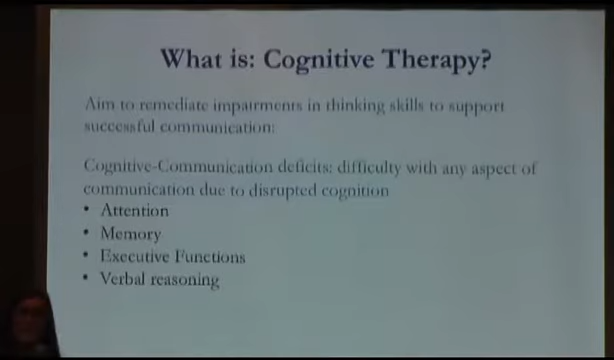 What is: Cognitive Therapy?
Aim to remediate impairments in thinking skills to support
successful communication:
Cognitive-Communication deficits: difficulty with any aspect of
communication due to disrupted cognition
• Attention
• Memory
• Executive Functions
• Verbal reasoning